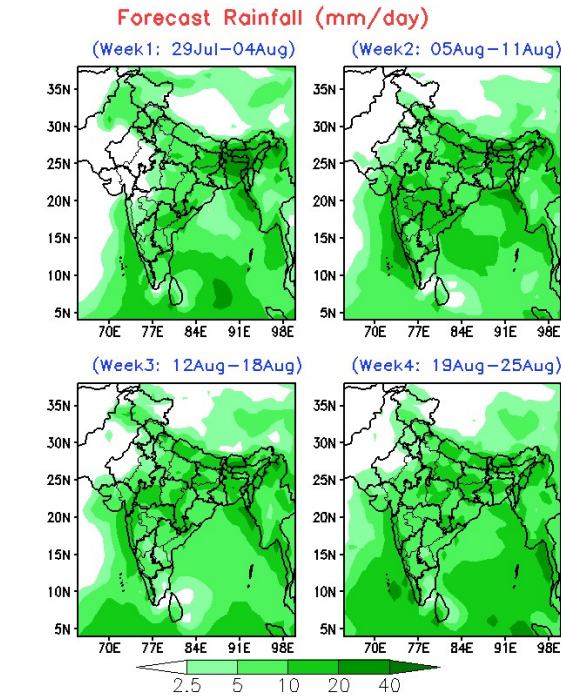 Forecast Rainfall (mm/day)
(Week1: 29Jul-04Aug)
(Week2: 05Aug-11Aug)
35N
30N
25N
20N
15N
10N
5N
70E 77E 84E 91E 98E
35N
30N
25N
20N
15N
10N
5N
70E 77E 84E 91E 98E
(Week3: 12Aug-18Aug)
(Week4: 19Aug-25Aug)
35N
30N
25N
20N
15N
10N
5N
70E 77E 84E 91E 98E
35N
30N
25N
20N
15N
10N
5N
70E 77E 84E 91E 98E
2.5 5 10 20 40